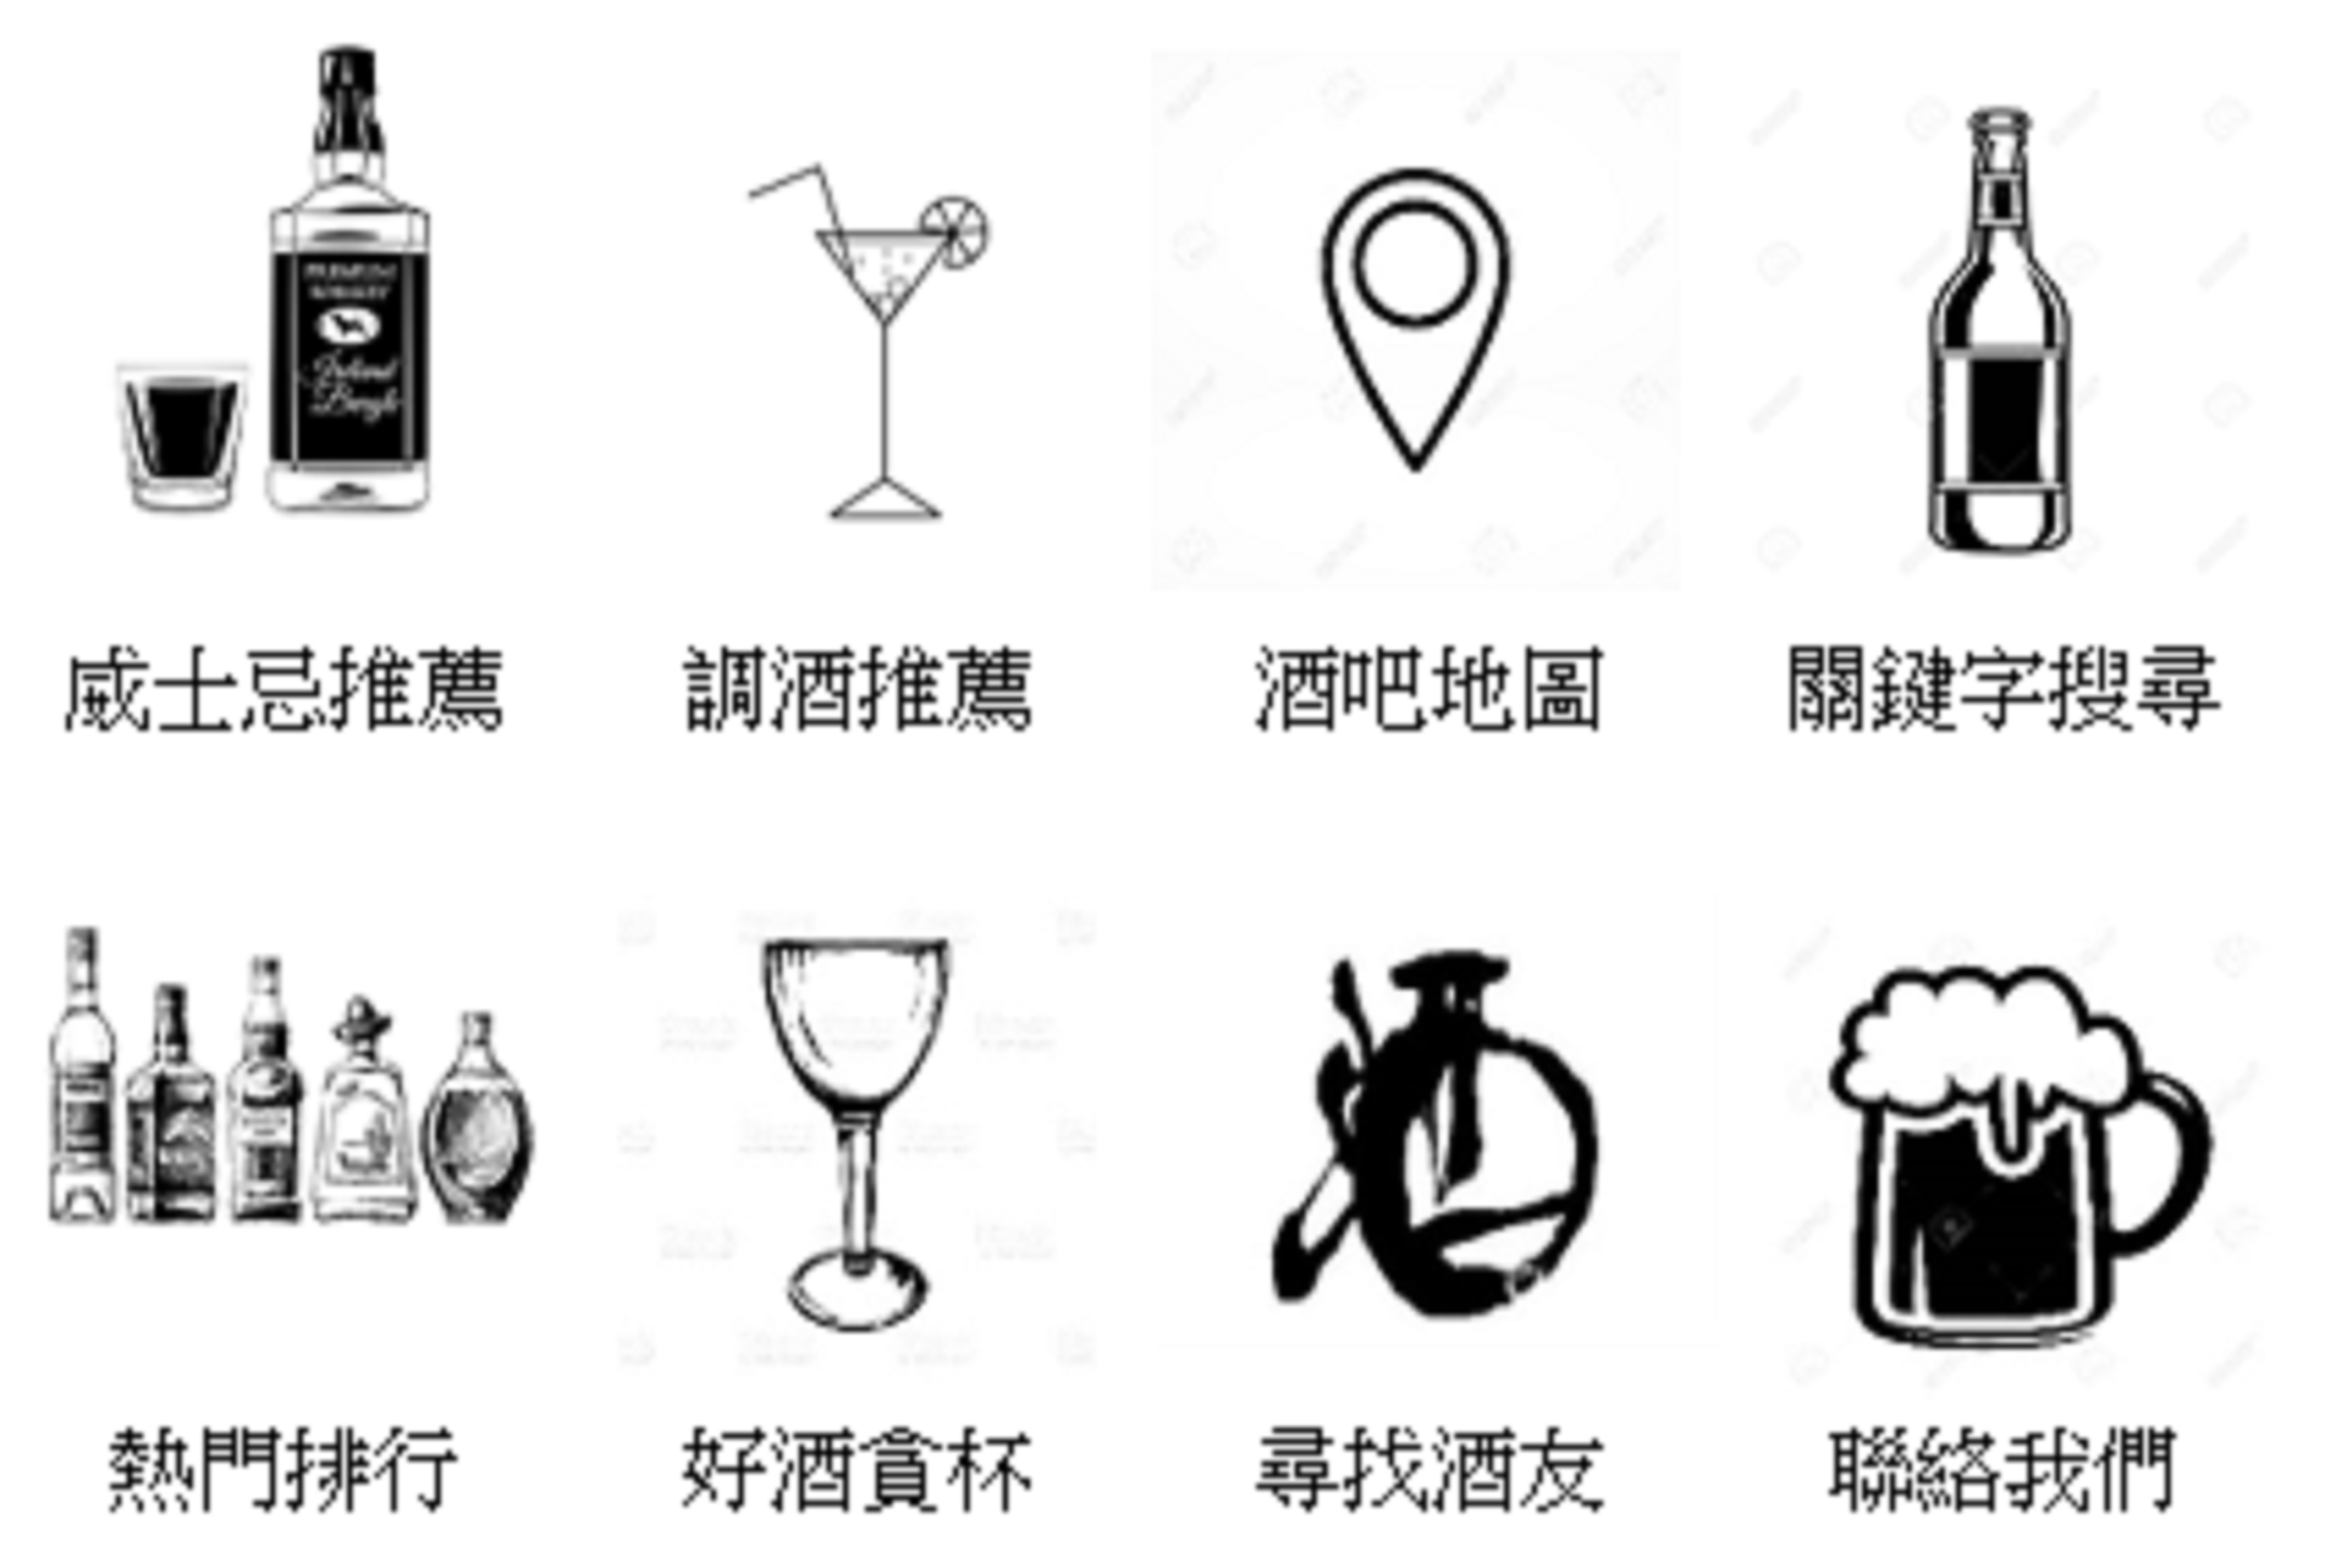 威士忌推薦
調酒推薦
酒吧地圖
關鍵字搜尋
熱門排行
好酒貪杯
尋找酒友
聯絡我們